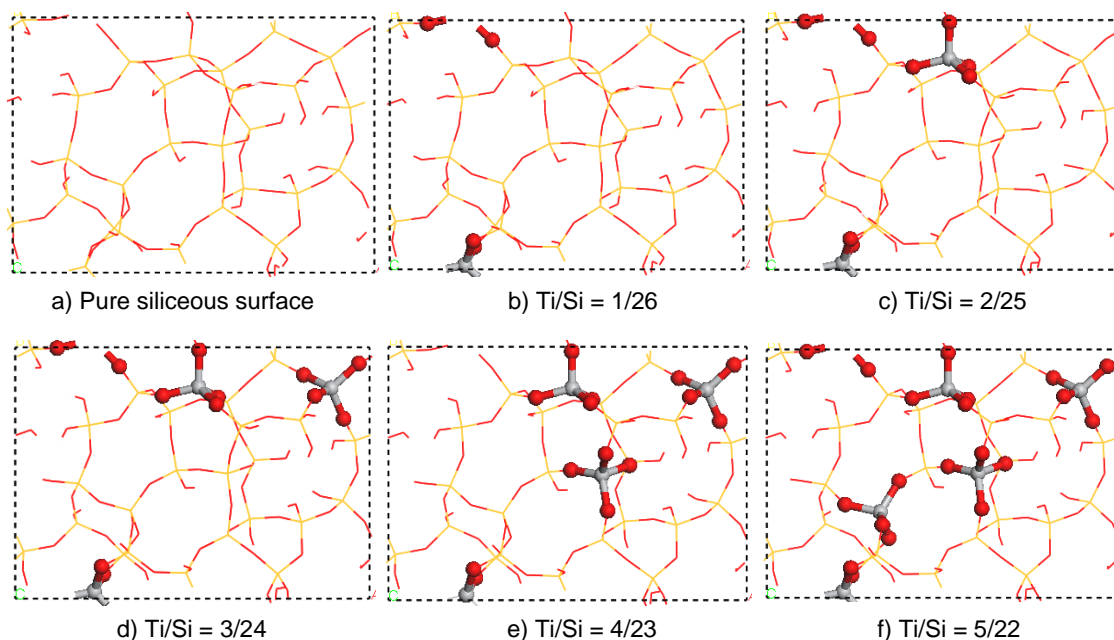 a) Pure siliceous surface
b) Ti/Si = 1/26
c) Ti/Si = 2/25
d) Ti/Si = 3/24
e) Ti/Si = 4/23
f) Ti/Si = 5/22